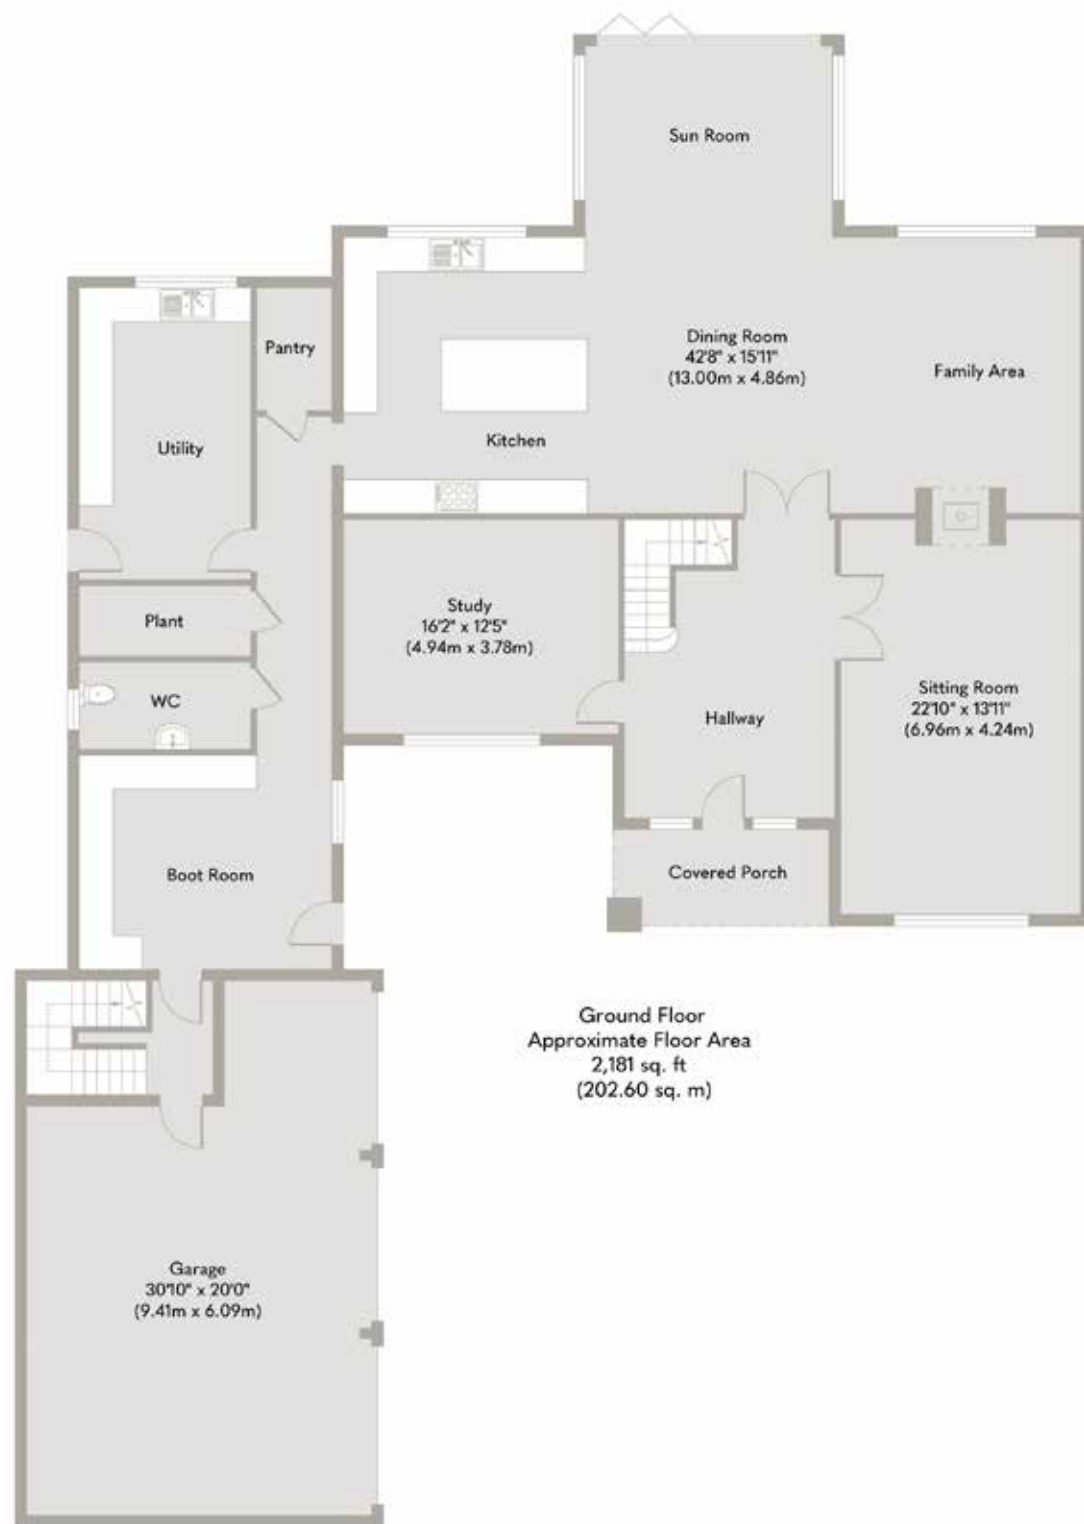 Sun Room
Dining Room
42'8" x 15'11"
(13.00m x 4.86m)
Family Area
Pantry
Kitchen
Utility
Study
16'2" x 12'5"
(4.94m x 3.78m)
Plant
WC
Hallway
Sitting Room
22'10" x 13'11"
(6.96m x 4.24m)
Boot Room
Covered Porch
Ground Floor
Approximate Floor Area
2,181 sq. ft
(202.60 sq. m)
Garage
30'10" x 20'0"
(9.41m x 6.09m)